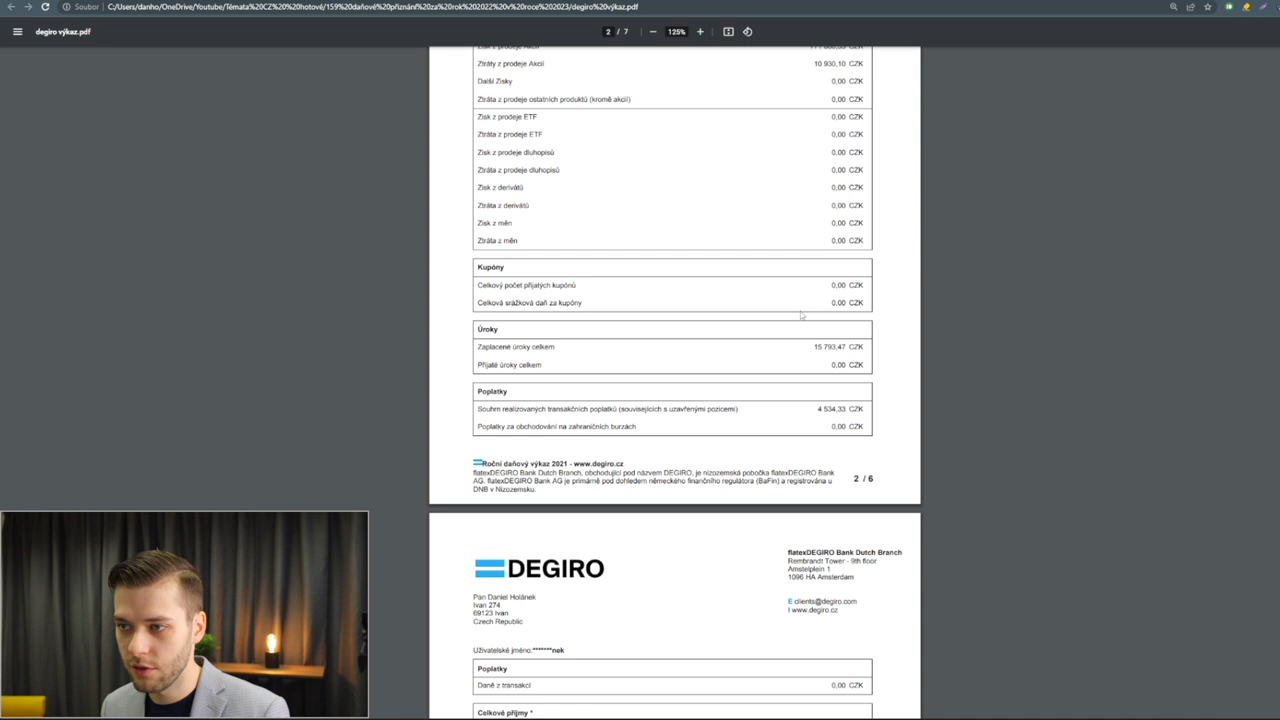 Soubor
C:/Users/danho/OneDrive/Youtube/Témata%20CZ%20%20hotové/159%20daňové%20přiznání%20za%20rok%202022%20v%20roce%202023/degiro%20výkaz.pdf
degiro výkaz.pdf
2 / 7
125%
Zisk z prodeje Akcií
CZK
Ztráty z prodeje Akcií
10 930,10 CZK
Další Zisky
0,00 CZK
Ztráta z prodeje ostatních produktů (kromě akcií)
0,00 CZK
Zisk z prodeje ETF
0,00 CZK
Ztráta z prodeje ETF
0,00 CZK
Zisk z prodeje dluhopisů
0,00 CZK
Ztráta z prodeje dluhopisů
0,00 CZK
Zisk z derivátů
0,00 CZK
Ztráta z derivátů
0,00 CZK
Zisk z měn
0,00 CZK
Ztráta z měn
0,00 CZK
Kupóny
Celkový počet přijatých kupónů
0,00 CZK
Celková srážková daň za kupóny
0,00 CZK
Úroky
Zaplacené úroky celkem
15 793,47 CZK
Přijaté úroky celkem
0,00 CZK
Poplatky
Souhrn realizovaných transakčních poplatků (souvisejících s uzavřenými pozicemi)
4 534,33 CZK
Poplatky za obchodování na zahraničních burzách
0,00 CZK
Roční daňový výkaz 2021 - www.degiro.cz
flatexDEGIRO Bank Dutch Branch, obchodující pod názvem DEGIRO, je nizozemská pobočka flatexDEGIRO Bank
AG. flatexDEGIRO Bank AG je primárně pod dohledem německého finančního regulátora (BaFin) a registrována u
DNB v Nizozemsku.
2 / 6
DEGIRO
flatexDEGIRO Bank Dutch Branch
Rembrandt Tower - 9th floor
Amstelplein 1
1096 HA Amsterdam
E clients@degiro.com
I www.degiro.cz
Pan Daniel Holánek
Ivan 274
69123 Ivan
Czech Republic
Uživatelské jméno:*******nek
Poplatky
Daně z transakcí
0,00 CZK
Celkové příjmy *